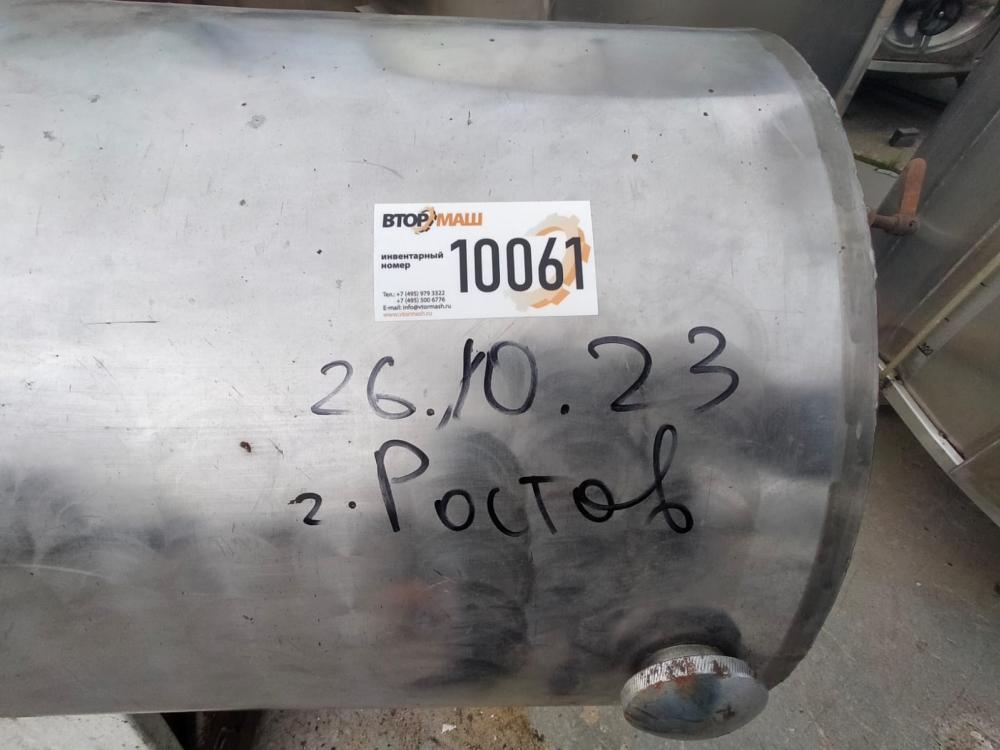 ВТОРМАШ
инвентарный
номер
10061
Тел.: +7 (495) 979 3322
+7 (495) 500 6776
E-mail: info@vtormash.ru
www.vtormash.ru
26.10.23
г. Ростов